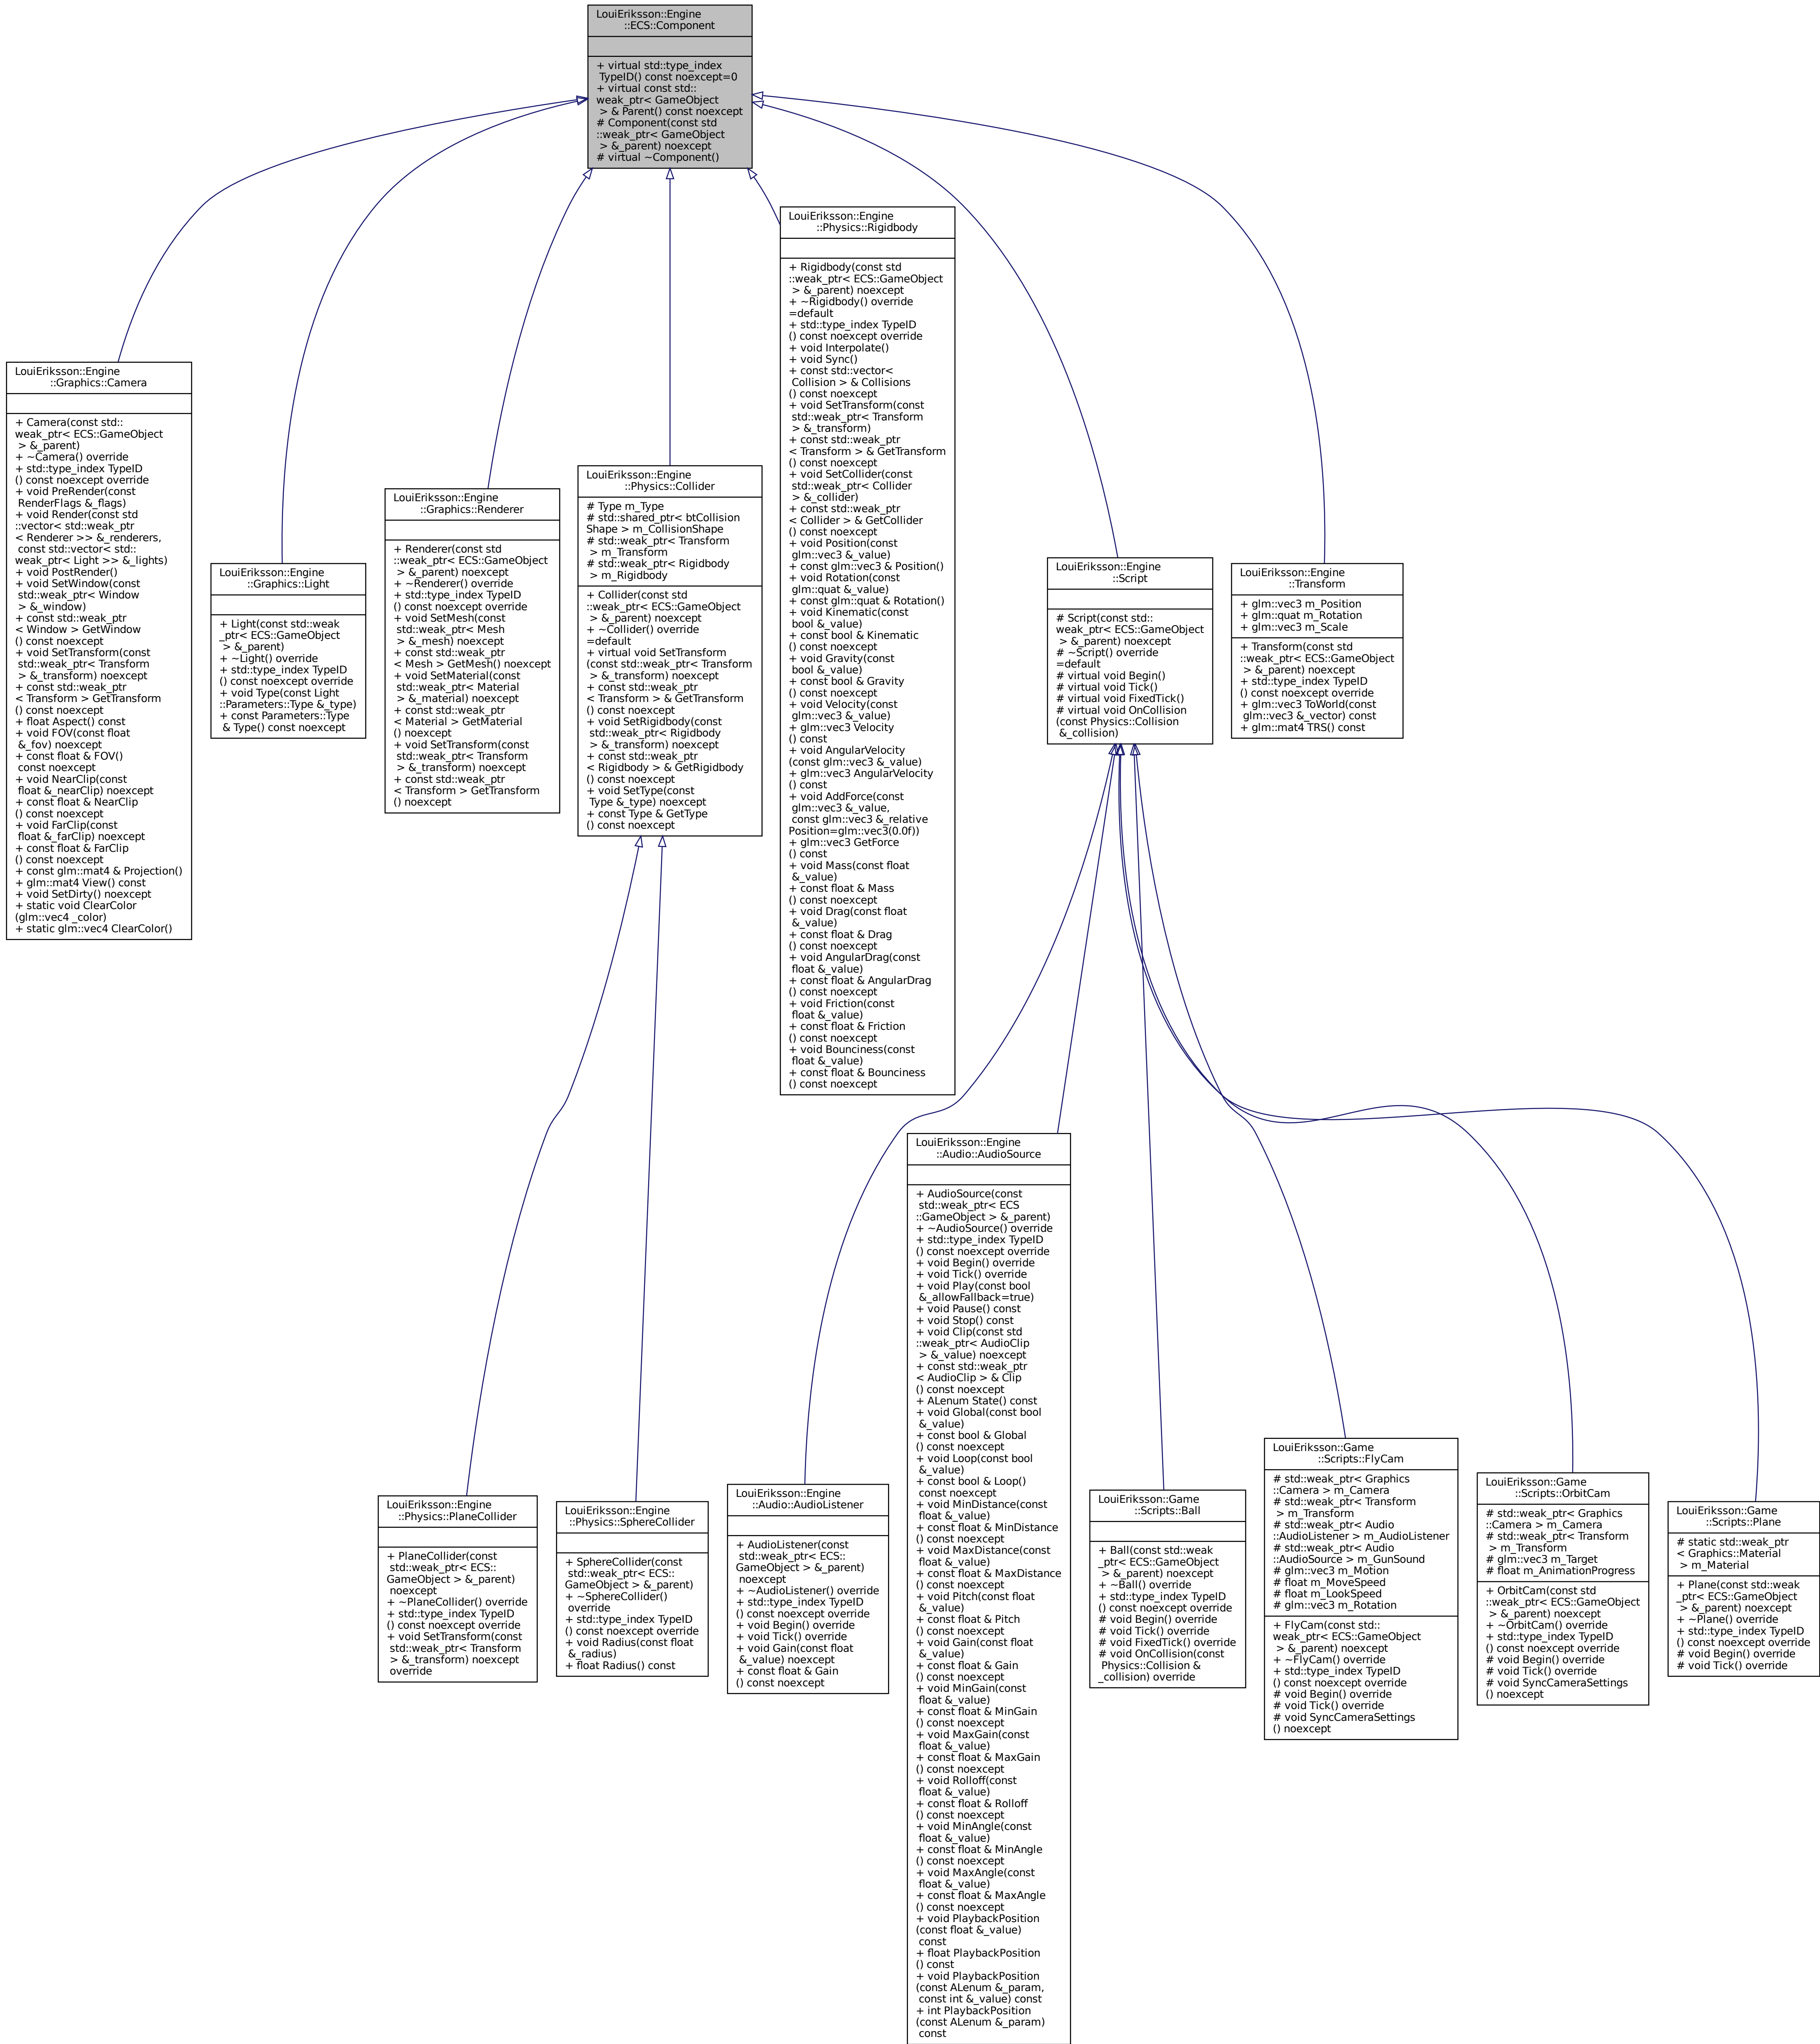 LouiEriksson::Engine
::ECS::Component
+ virtual std::type_index
TypeID() const noexcept=0
+ virtual const std::
weak_ptr< GameObject
> & Parent() const noexcept
# Component(const std
::weak_ptr< GameObject
> &_parent) noexcept
# virtual ~Component()
LouiEriksson::Engine
::Physics::Rigidbody
+ Rigidbody(const std
::weak_ptr< ECS::GameObject
> &_parent) noexcept
+ ~Rigidbody() override
=default
+ std::type_index TypeID
() const noexcept override
+ void Interpolate()
+ void Sync()
+ const std::vector<
Collision > & Collisions
() const noexcept
+ void SetTransform(const
std::weak_ptr< Transform
> &_transform)
+ const std::weak_ptr
< Transform > & GetTransform
() const noexcept
+ void SetCollider(const
std::weak_ptr< Collider
> &_collider)
+ const std::weak_ptr
< Collider > & GetCollider
() const noexcept
+ void Position(const
glm::vec3 &_value)
+ const glm::vec3 & Position()
+ void Rotation(const
glm::quat &_value)
+ const glm::quat & Rotation()
+ void Kinematic(const
bool &_value)
+ const bool & Kinematic
() const noexcept
+ void Gravity(const
bool &_value)
+ const bool & Gravity
() const noexcept
+ void Velocity(const
glm::vec3 &_value)
+ glm::vec3 Velocity
() const
+ void AngularVelocity
(const glm::vec3 &_value)
+ glm::vec3 AngularVelocity
() const
+ void AddForce(const
glm::vec3 &_value,
const glm::vec3 &_relative
Position=glm::vec3(0.0f))
+ glm::vec3 GetForce
() const
+ void Mass(const float
&_value)
+ const float & Mass
() const noexcept
+ void Drag(const float
&_value)
+ const float & Drag
() const noexcept
+ void AngularDrag(const
float &_value)
+ const float & AngularDrag
() const noexcept
+ void Friction(const
float &_value)
+ const float & Friction
() const noexcept
+ void Bounciness(const
float &_value)
+ const float & Bounciness
() const noexcept
LouiEriksson::Engine
::Graphics::Camera
+ Camera(const std::
weak_ptr< ECS::GameObject
> &_parent)
+ ~Camera() override
+ std::type_index TypeID
() const noexcept override
+ void PreRender(const
RenderFlags &_flags)
+ void Render(const std
::vector< std::weak_ptr
< Renderer >> &_renderers,
const std::vector< std::
weak_ptr< Light >> &_lights)
+ void PostRender()
+ void SetWindow(const
std::weak_ptr< Window
> &_window)
+ const std::weak_ptr
< Window > GetWindow
() const noexcept
+ void SetTransform(const
std::weak_ptr< Transform
> &_transform) noexcept
+ const std::weak_ptr
< Transform > GetTransform
() const noexcept
+ float Aspect() const
+ void FOV(const float
&_fov) noexcept
+ const float & FOV()
const noexcept
+ void NearClip(const
float &_nearClip) noexcept
+ const float & NearClip
() const noexcept
+ void FarClip(const
float &_farClip) noexcept
+ const float & FarClip
() const noexcept
+ const glm::mat4 & Projection()
+ glm::mat4 View() const
+ void SetDirty() noexcept
+ static void ClearColor
(glm::vec4 _color)
+ static glm::vec4 ClearColor()
LouiEriksson::Engine
::Graphics::Light
+ Light(const std::weak
_ptr< ECS::GameObject
> &_parent)
+ ~Light() override
+ std::type_index TypeID
() const noexcept override
+ void Type(const Light
::Parameters::Type &_type)
+ const Parameters::Type
& Type() const noexcept
LouiEriksson::Engine
::Graphics::Renderer
+ Renderer(const std
::weak_ptr< ECS::GameObject
> &_parent) noexcept
+ ~Renderer() override
+ std::type_index TypeID
() const noexcept override
+ void SetMesh(const
std::weak_ptr< Mesh
> &_mesh) noexcept
+ const std::weak_ptr
< Mesh > GetMesh() noexcept
+ void SetMaterial(const
std::weak_ptr< Material
> &_material) noexcept
+ const std::weak_ptr
< Material > GetMaterial
() noexcept
+ void SetTransform(const
std::weak_ptr< Transform
> &_transform) noexcept
+ const std::weak_ptr
< Transform > GetTransform
() noexcept
LouiEriksson::Engine
::Physics::Collider
# Type m_Type
# std::shared_ptr< btCollision
Shape > m_CollisionShape
# std::weak_ptr< Transform
> m_Transform
# std::weak_ptr< Rigidbody
> m_Rigidbody
+ Collider(const std
::weak_ptr< ECS::GameObject
> &_parent) noexcept
+ ~Collider() override
=default
+ virtual void SetTransform
(const std::weak_ptr< Transform
> &_transform) noexcept
+ const std::weak_ptr
< Transform > & GetTransform
() const noexcept
+ void SetRigidbody(const
std::weak_ptr< Rigidbody
> &_transform) noexcept
+ const std::weak_ptr
< Rigidbody > & GetRigidbody
() const noexcept
+ void SetType(const
Type &_type) noexcept
+ const Type & GetType
() const noexcept
LouiEriksson::Engine
::Script
# Script(const std::
weak_ptr< ECS::GameObject
> &_parent) noexcept
# ~Script() override
=default
# virtual void Begin()
# virtual void Tick()
# virtual void FixedTick()
# virtual void OnCollision
(const Physics::Collision
&_collision)
LouiEriksson::Engine
::Transform
+ glm::vec3 m_Position
+ glm::quat m_Rotation
+ glm::vec3 m_Scale
+ Transform(const std
::weak_ptr< ECS::GameObject
> &_parent) noexcept
+ std::type_index TypeID
() const noexcept override
+ glm::vec3 ToWorld(const
glm::vec3 &_vector) const
+ glm::mat4 TRS() const
LouiEriksson::Engine
::Physics::PlaneCollider
+ PlaneCollider(const
std::weak_ptr< ECS::
GameObject > &_parent)
noexcept
+ ~PlaneCollider() override
+ std::type_index TypeID
() const noexcept override
+ void SetTransform(const
std::weak_ptr< Transform
> &_transform) noexcept
override
LouiEriksson::Engine
::Physics::SphereCollider
+ SphereCollider(const
std::weak_ptr< ECS::
GameObject > &_parent)
+ ~SphereCollider()
override
+ std::type_index TypeID
() const noexcept override
+ void Radius(const float
&_radius)
+ float Radius() const
LouiEriksson::Engine
::Audio::AudioListener
+ AudioListener(const
std::weak_ptr< ECS::
GameObject > &_parent)
noexcept
+ ~AudioListener() override
+ std::type_index TypeID
() const noexcept override
+ void Begin() override
+ void Tick() override
+ void Gain(const float
&_value) noexcept
+ const float & Gain
() const noexcept
LouiEriksson::Engine
::Audio::AudioSource
+ AudioSource(const
std::weak_ptr< ECS
::GameObject > &_parent)
+ ~AudioSource() override
+ std::type_index TypeID
() const noexcept override
+ void Begin() override
+ void Tick() override
+ void Play(const bool
&_allowFallback=true)
+ void Pause() const
+ void Stop() const
+ void Clip(const std
::weak_ptr< AudioClip
> &_value) noexcept
+ const std::weak_ptr
< AudioClip > & Clip
() const noexcept
+ ALenum State() const
+ void Global(const bool
&_value)
+ const bool & Global
() const noexcept
+ void Loop(const bool
&_value)
+ const bool & Loop()
const noexcept
+ void MinDistance(const
float &_value)
+ const float & MinDistance
() const noexcept
+ void MaxDistance(const
float &_value)
+ const float & MaxDistance
() const noexcept
+ void Pitch(const float
&_value)
+ const float & Pitch
() const noexcept
+ void Gain(const float
&_value)
+ const float & Gain
() const noexcept
+ void MinGain(const
float &_value)
+ const float & MinGain
() const noexcept
+ void MaxGain(const
float &_value)
+ const float & MaxGain
() const noexcept
+ void Rolloff(const
float &_value)
+ const float & Rolloff
() const noexcept
+ void MinAngle(const
float &_value)
+ const float & MinAngle
() const noexcept
+ void MaxAngle(const
float &_value)
+ const float & MaxAngle
() const noexcept
+ void PlaybackPosition
(const float &_value)
const
+ float PlaybackPosition
() const
+ void PlaybackPosition
(const ALenum &_param,
const int &_value) const
+ int PlaybackPosition
(const ALenum &_param)
const
LouiEriksson::Game
::Scripts::Ball
+ Ball(const std::weak
_ptr< ECS::GameObject
> &_parent) noexcept
+ ~Ball() override
+ std::type_index TypeID
() const noexcept override
# void Begin() override
# void Tick() override
# void FixedTick() override
# void OnCollision(const
Physics::Collision &
_collision) override
LouiEriksson::Game
::Scripts::FlyCam
# std::weak_ptr< Graphics
::Camera > m_Camera
# std::weak_ptr< Transform
> m_Transform
# std::weak_ptr< Audio
::AudioListener > m_AudioListener
# std::weak_ptr< Audio
::AudioSource > m_GunSound
# glm::vec3 m_Motion
# float m_MoveSpeed
# float m_LookSpeed
# glm::vec3 m_Rotation
+ FlyCam(const std::
weak_ptr< ECS::GameObject
> &_parent) noexcept
+ ~FlyCam() override
+ std::type_index TypeID
() const noexcept override
# void Begin() override
# void Tick() override
# void SyncCameraSettings
() noexcept
LouiEriksson::Game
::Scripts::OrbitCam
# std::weak_ptr< Graphics
::Camera > m_Camera
# std::weak_ptr< Transform
> m_Transform
# glm::vec3 m_Target
# float m_AnimationProgress
+ OrbitCam(const std
::weak_ptr< ECS::GameObject
> &_parent) noexcept
+ ~OrbitCam() override
+ std::type_index TypeID
() const noexcept override
# void Begin() override
# void Tick() override
# void SyncCameraSettings
() noexcept
LouiEriksson::Game
::Scripts::Plane
# static std::weak_ptr
< Graphics::Material
> m_Material
+ Plane(const std::weak
_ptr< ECS::GameObject
> &_parent) noexcept
+ ~Plane() override
+ std::type_index TypeID
() const noexcept override
# void Begin() override
# void Tick() override